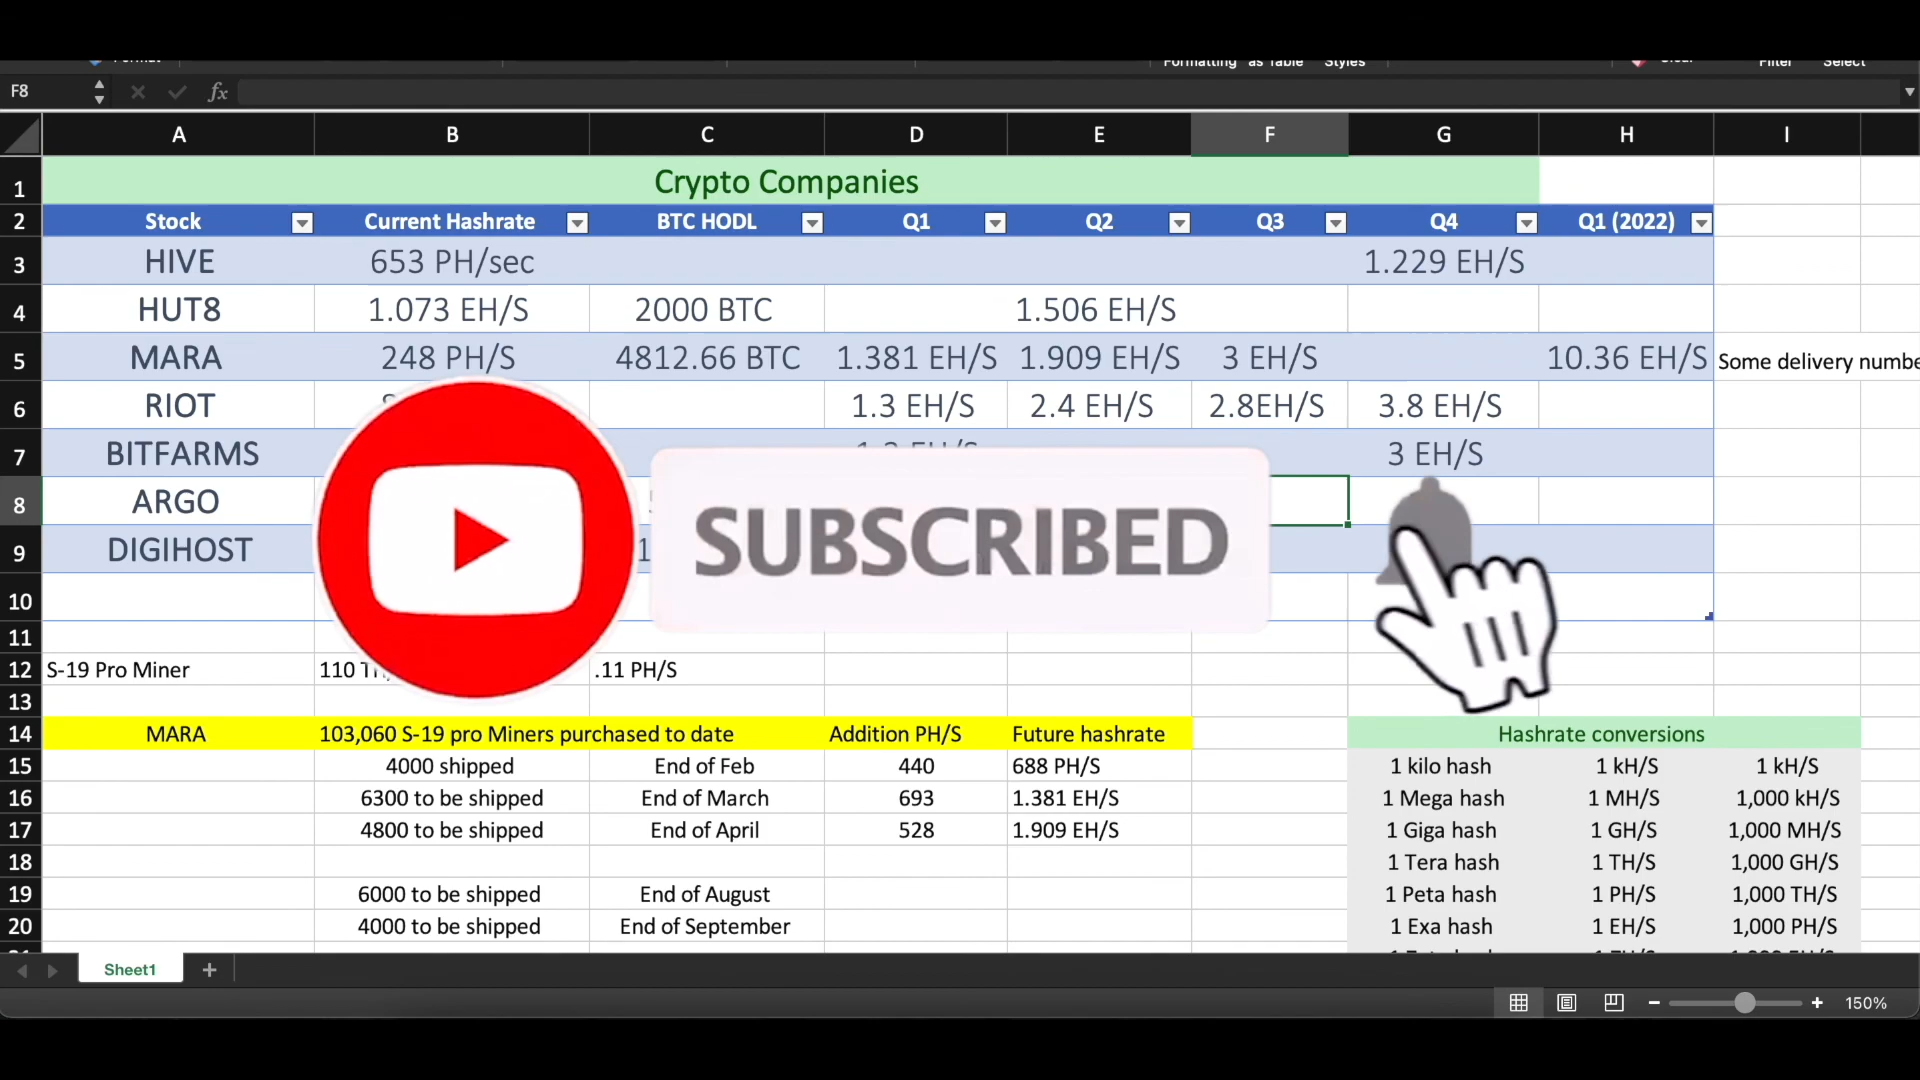 Formatting as Table Styles Clear Filter Select
F8 fx
A B C D E F G H I
1 Crypto Companies
2 Stock Current Hashrate BTC HODL Q1 Q2 Q3 Q4 Q1 (2022)
3 HIVE 653 PH/sec 1.229 EH/S
4 HUT8 1.073 EH/S 2000 BTC 1.506 EH/S
5 MARA 248 PH/S 4812.66 BTC 1.381 EH/S 1.909 EH/S 3 EH/S 10.36 EH/S Some delivery
6 RIOT 1.3 EH/S 2.4 EH/S 2.8EH/S 3.8 EH/S
7 BITFARMS 3 EH/S
8 ARGO
9 DIGIHOST
SUBSCRIBED
10
11
12 S-19 Pro Miner 110 .11 PH/S
13
14 MARA 103,060 S-19 pro Miners purchased to date Addition PH/S Future hashrate Hashrate conversions
15 4000 shipped End of Feb 440 688 PH/S 1 kilo hash 1 kH/S 1 kH/S
16 6300 to be shipped End of March 693 1.381 EH/S 1 Mega hash 1 MH/S 1,000 kH/S
17 4800 to be shipped End of April 528 1.909 EH/S 1 Giga hash 1 GH/S 1,000 MH/S
18 1 Tera hash 1 TH/S 1,000 GH/S
19 6000 to be shipped End of August 1 Peta hash 1 PH/S 1,000 TH/S
20 4000 to be shipped End of September 1 Exa hash 1 EH/S 1,000 PH/S
Sheet1
150%